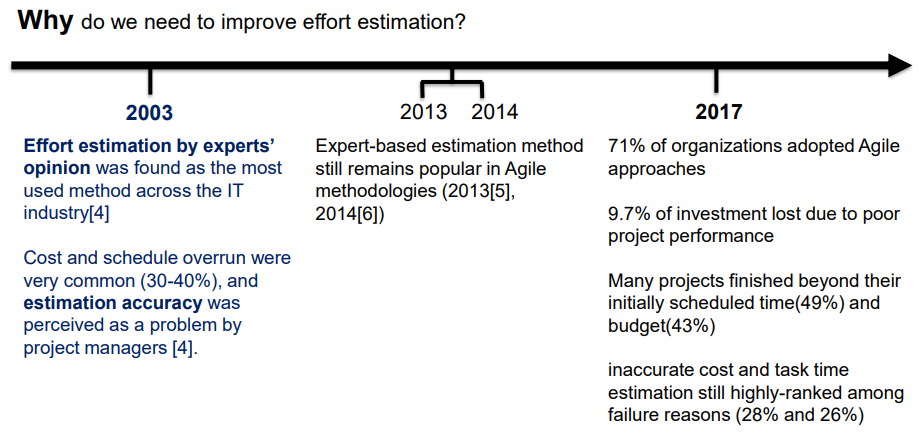 Why do we need to improve effort estimation?
2003
Effort estimation by experts’
opinion was found as the most
used method across the IT
industry[4]
Cost and schedule overrun were
very common (30-40%), and
estimation accuracy was
perceived as a problem by
project managers [4].
2013 2014
Expert-based estimation method
still remains popular in Agile
methodologies (2013[5],
2014[6])
2017
71% of organizations adopted Agile
approaches
9.7% of investment lost due to poor
project performance
Many projects finished beyond their
initially scheduled time(49%) and
budget(43%)
inaccurate cost and task time
estimation still highly-ranked among
failure reasons (28% and 26%)